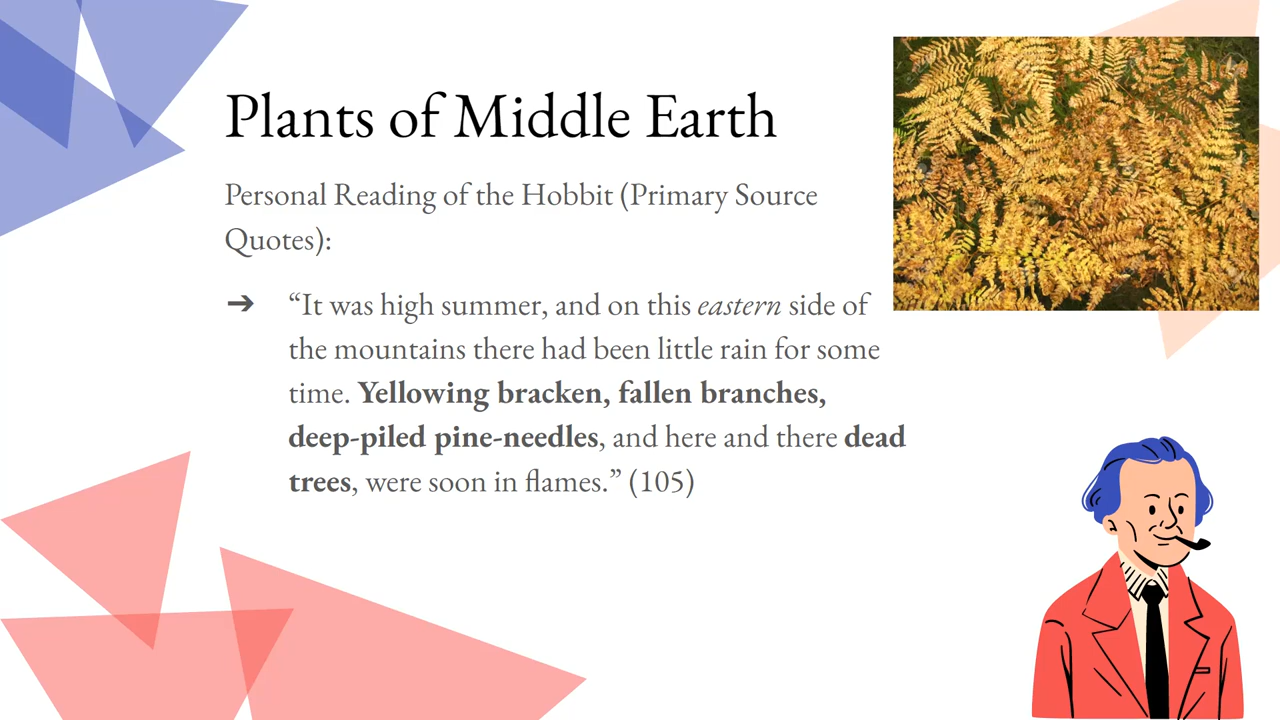 Plants of Middle Earth
Personal Reading of the Hobbit (Primary Source
Quotes):
➔ “It was high summer, and on this eastern side of
the mountains there had been little rain for some
time. Yellowing bracken, fallen branches,
deep-piled pine-needles, and here and there dead
trees, were soon in flames.” (105)